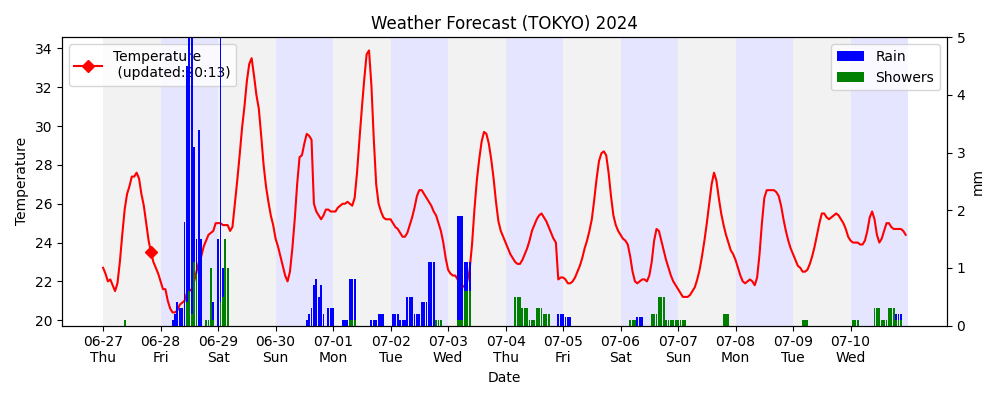 Weather Forecast (TOKYO) 2024
Temperature
(updated: 0:13)
Rain
Showers
34
32
30
28
26
24
22
20
Temperature
5
4
3
2
1
0
mm
06-27 06-28 06-29 06-30 07-01 07-02 07-03 07-04 07-05 07-06 07-07 07-08 07-09 07-10
Thu Fri Sat Sun Mon Tue Wed Thu Fri Sat Sun Mon Tue Wed
Date